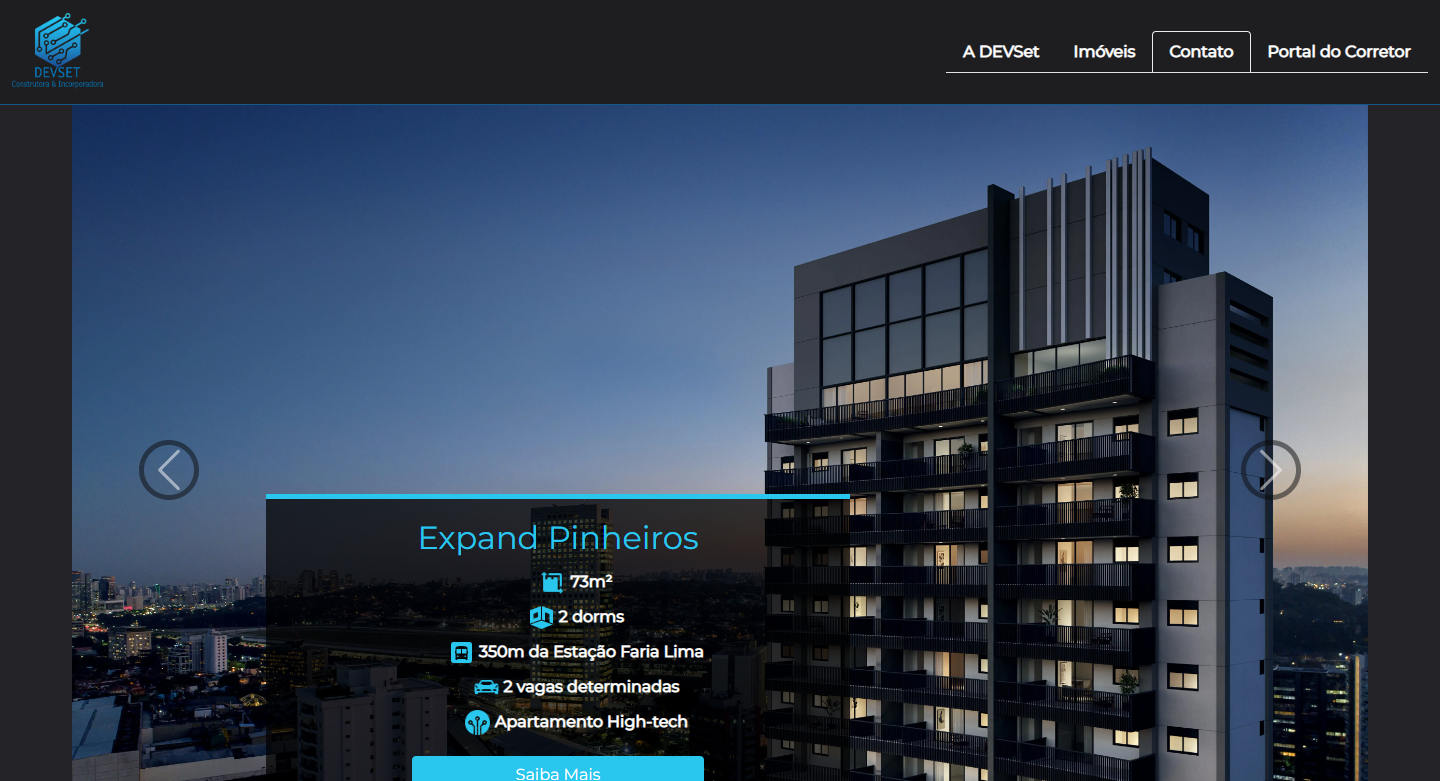 DEVSET
Construtora & Incorporadora
A DEVSet
Imóveis
Contato
Portal do Corretor
Expand Pinheiros
73m²
2 dorms
350m da Estação Faria Lima
2 vagas determinadas
Apartamento High-tech
Saiba Mais